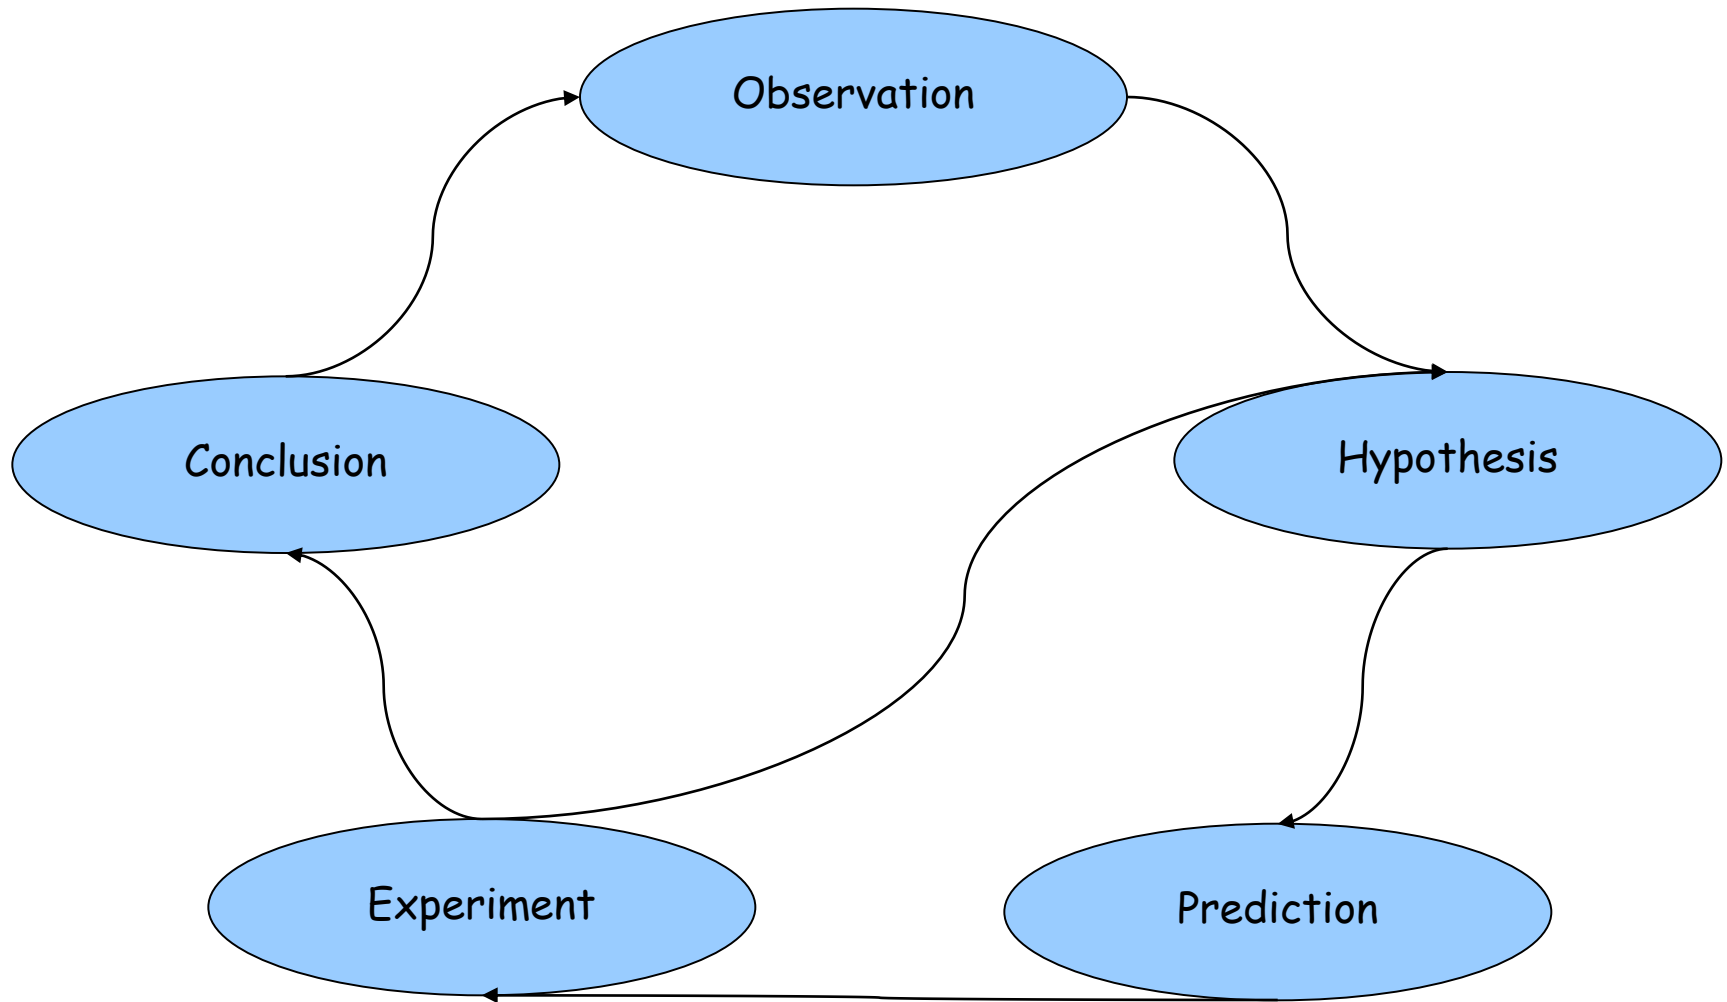 Observation
Conclusion
Hypothesis
Experiment
Prediction